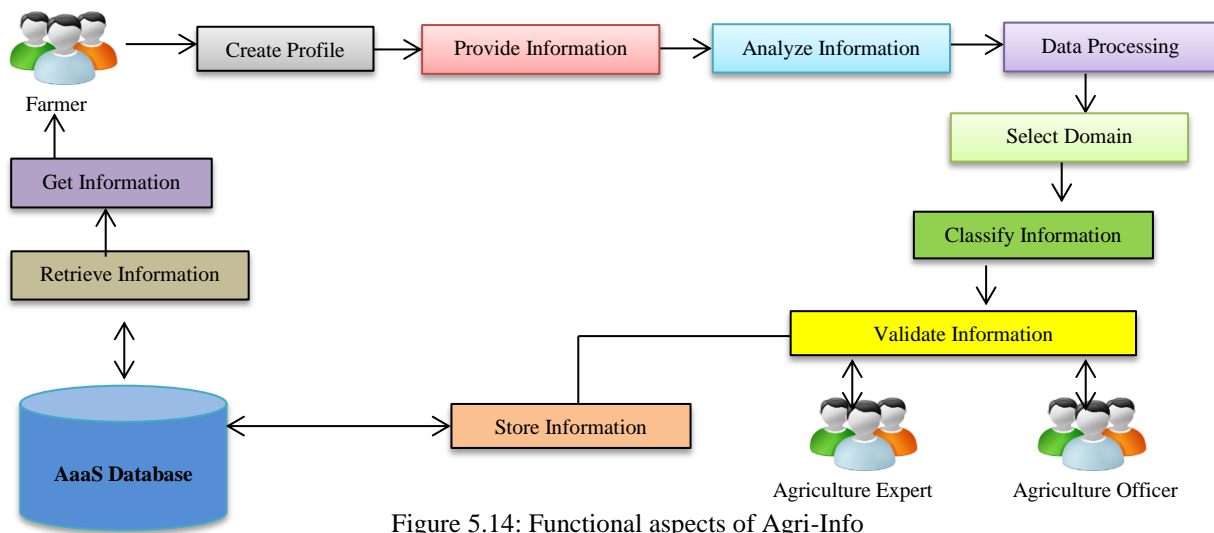 Create Profile
Provide Information
Analyze Information
Data Processing
Farmer
Select Domain
Get Information
Classify Information
Retrieve Information
Validate Information
Store Information
AaaS Database
Agriculture Expert
Agriculture Officer
Figure 5.14: Functional aspects of Agri-Info